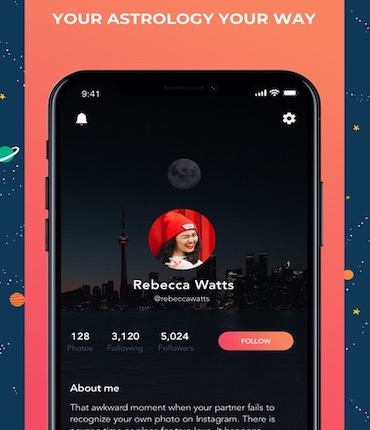 YOUR ASTROLOGY YOUR WAY
9:41
Rebecca Watts
@rebeccawatts
128 3,120 5,024
Photos Following Followers
FOLLOW
About me
That awkward moment when your partner fails to
recognize your own photo on Instagram. There is